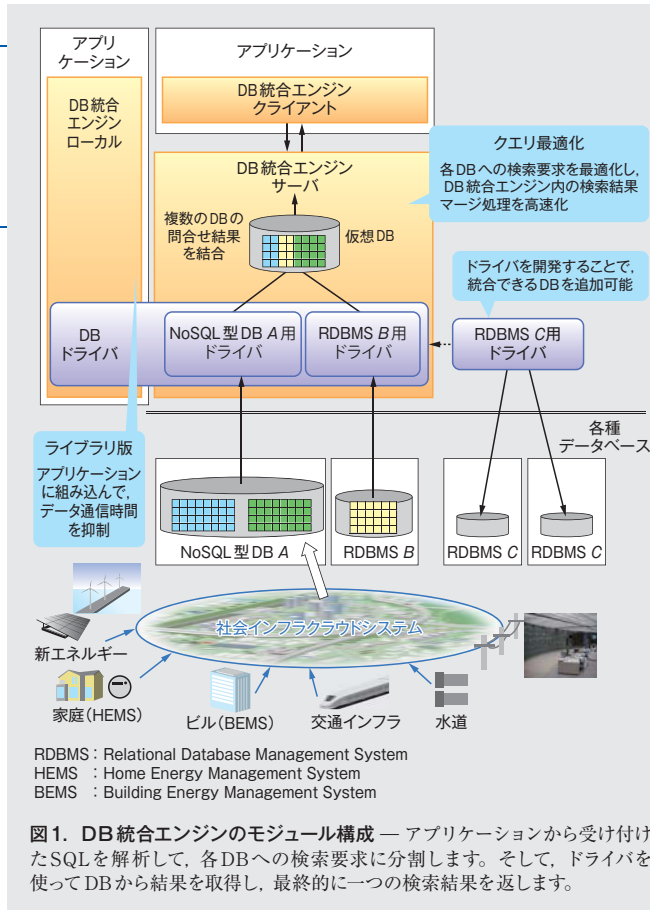 アプリ
ケーション
DB統合
エンジン
ローカル
アプリケーション
DB統合エンジン
クライアント
DB統合エンジン
サーバ
複数のDBの
問合せ結果
を結合
仮想DB
クエリ最適化
各DBへの検索要求を最適化し,
DB統合エンジン内の検索結果
マージ処理を高速化
ドライバを開発することで,
統合できるDBを追加可能
DB
ドライバ
NoSQL型DB A用
ドライバ
RDBMS B用
ドライバ
RDBMS C用
ドライバ
各種
データベース
ライブラリ版
アプリケーション
に組み込んで,
データ通信時間
を抑制
NoSQL型DB A
RDBMS B
RDBMS C
RDBMS C
社会インフラクラウドシステム
新エネルギー
家庭(HEMS)
ビル(BEMS)
交通インフラ
水道
RDBMS : Relational Database Management System
HEMS : Home Energy Management System
BEMS : Building Energy Management System
図1. DB統合エンジンのモジュール構成 — アプリケーションから受け付け
たSQLを解析して,各DBへの検索要求に分割します。そして,ドライバを
使ってDBから結果を取得し,最終的に一つの検索結果を返します。